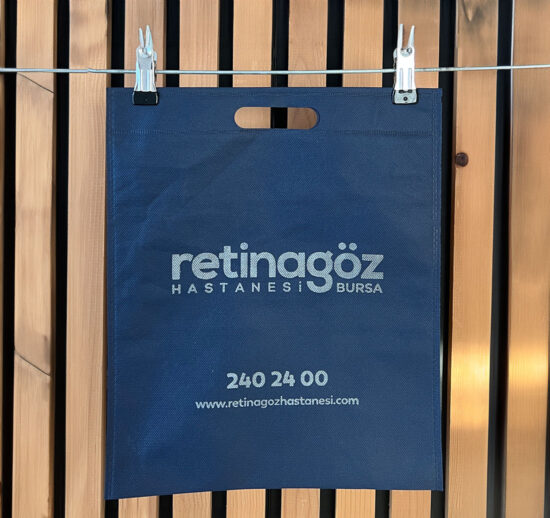 retinagöz
HASTANESİ BURSA
240 24 00
www.retinagozhastanesi.com